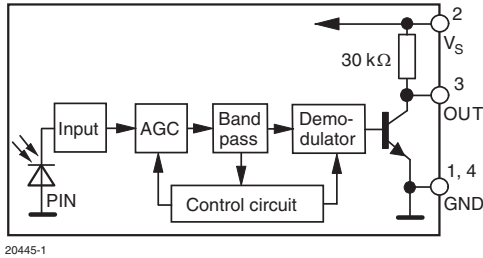 2
V_S
30 kΩ
3
OUT
Input
AGC
Band
pass
Demo-
dulator
1, 4
GND
PIN
Control circuit
20445-1